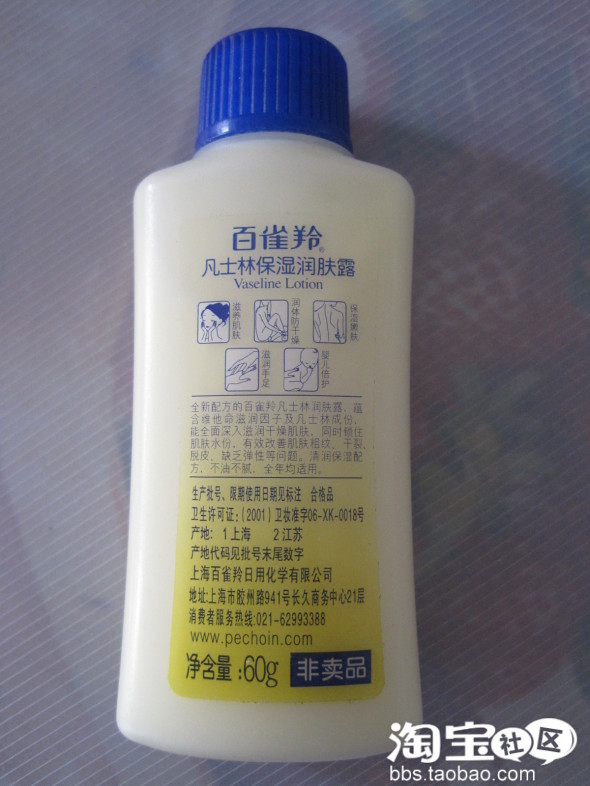 百雀羚®
凡士林保湿润肤露
Vaseline Lotion
滋养肌肤
润体防干燥
保湿嫩肤
滋润手足
婴儿倍护
全新配方的百雀羚凡士林润肤露，蕴
含维他命滋润因子及凡士林成份，
能全面深入滋润干燥肌肤，同时锁住
肌肤水份，有效改善肌肤粗纹、干裂、
脱皮、缺乏弹性等问题。清润保湿配
方，不油不腻，全年均适用。
生产批号、限期使用日期见标注 合格品
卫生许可证：(2001)卫妆准字06-XK-0018号
产地：1上海 2江苏
产地代码见批号末尾数字
上海百雀羚日用化学有限公司
地址:上海市胶州路941号长久商务中心21层
消费者服务热线:021-62993388
www.pechoin.com
净含量:60g 非卖品
淘宝社区
bbs.taobao.com